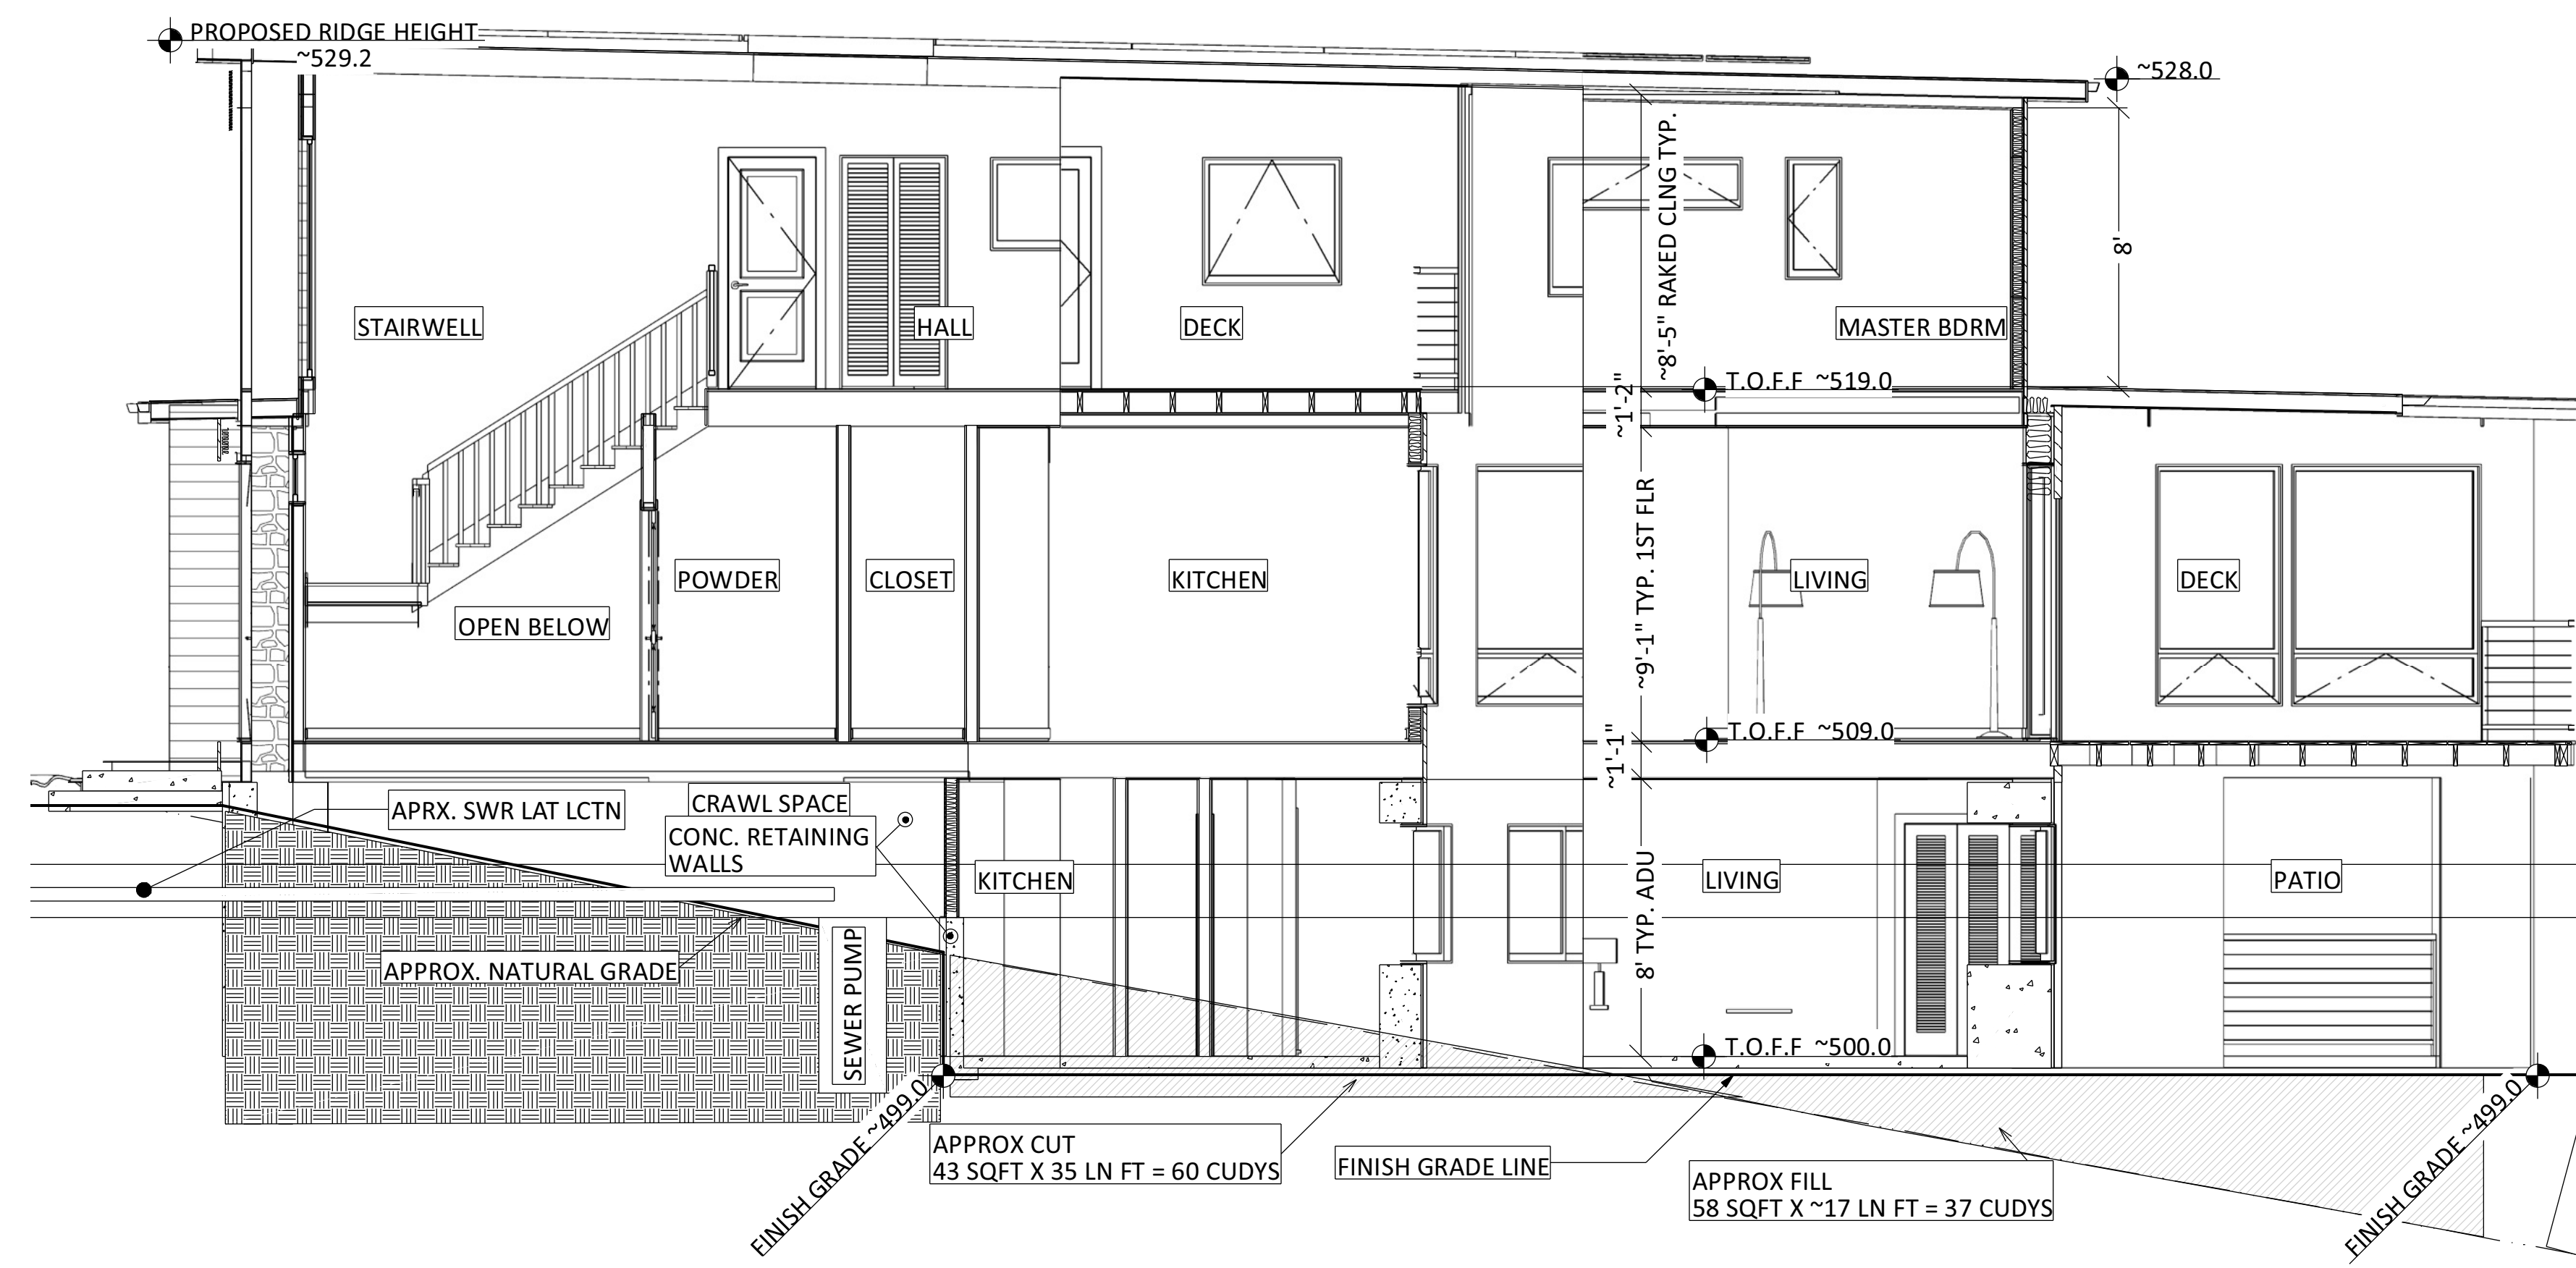 PROPOSED RIDGE HEIGHT
~529.2
~528.0
~8'-5" RAKED CLNG TYP.
8'
STAIRWELL
HALL
DECK
MASTER BDRM
T.O.F.F ~519.0
~1'-2"
~9'-1" TYP. 1ST FLR
POWDER
CLOSET
KITCHEN
LIVING
DECK
OPEN BELOW
T.O.F.F ~509.0
~1'-1"
APRX. SWR LAT LCTN
CRAWL SPACE
CONC. RETAINING
WALLS
KITCHEN
8' TYP. ADU
LIVING
PATIO
APPROX. NATURAL GRADE
SEWER PUMP
T.O.F.F ~500.0
FINISH GRADE ~499.0
APPROX CUT
43 SQFT X 35 LN FT = 60 CUDYS
FINISH GRADE LINE
APPROX FILL
58 SQFT X ~17 LN FT = 37 CUDYS
FINISH GRADE ~499.0